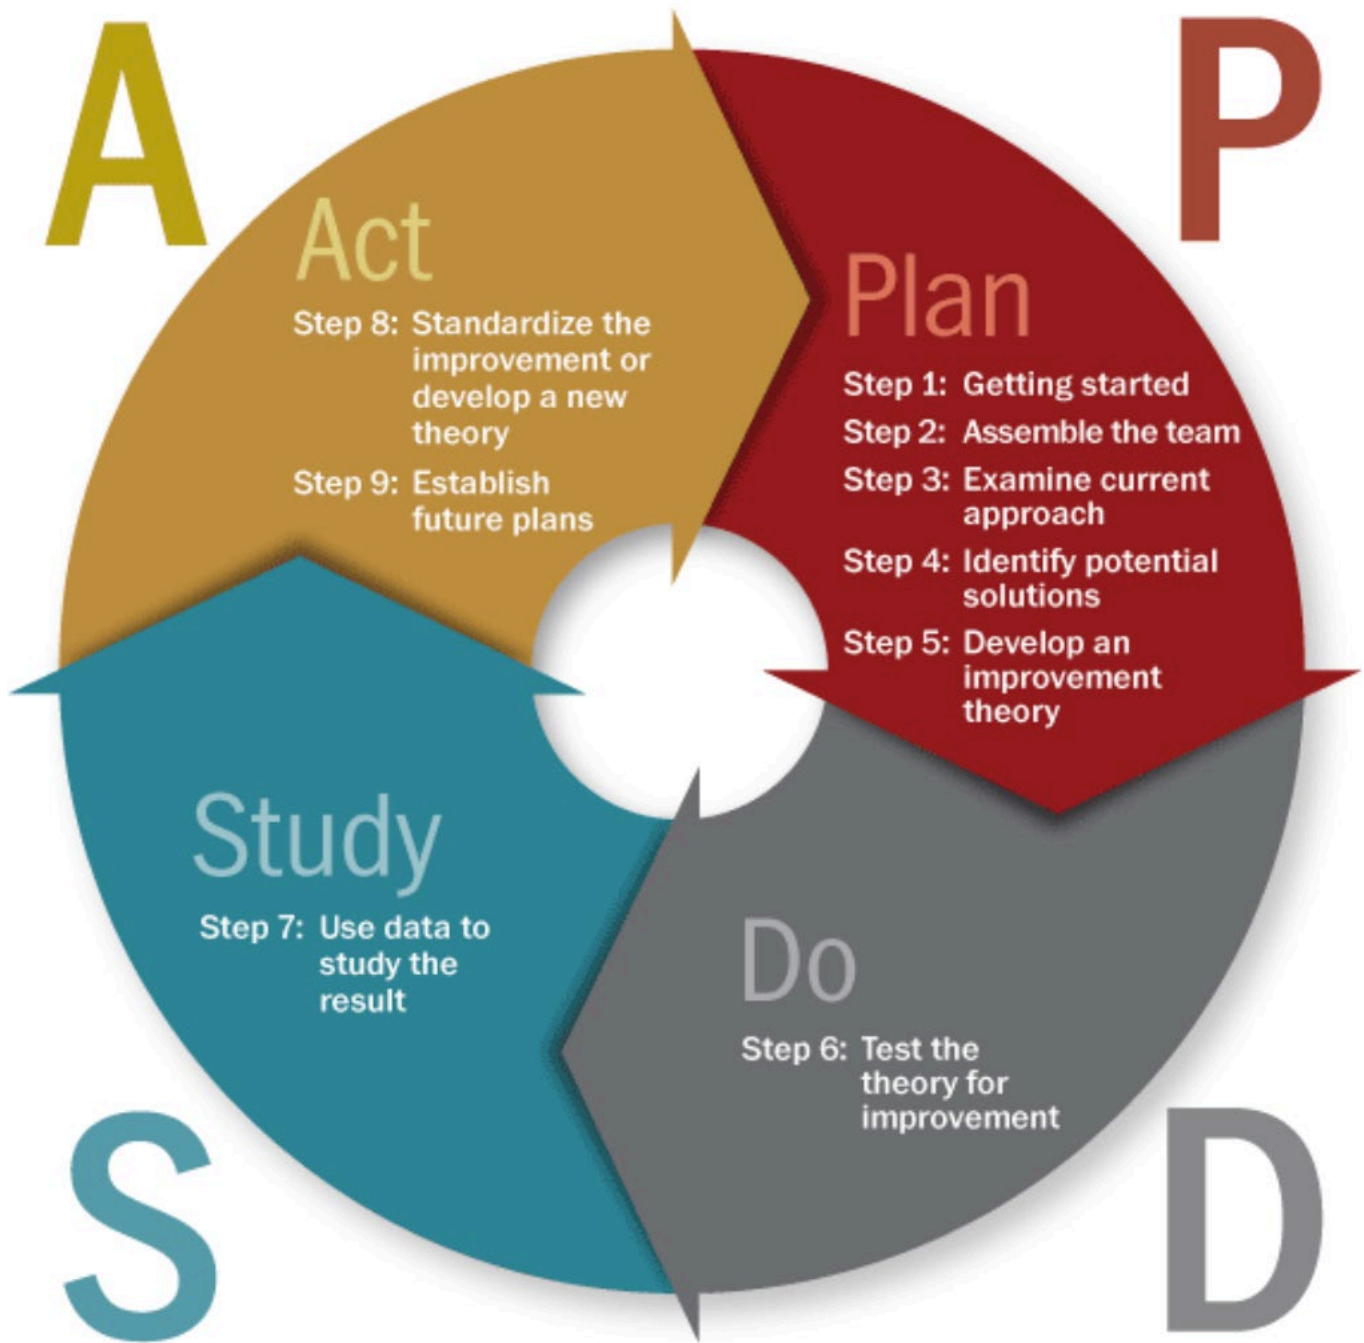 A
P
Act
Step 8: Standardize the
improvement or
develop a new
theory
Step 9: Establish
future plans
Plan
Step 1: Getting started
Step 2: Assemble the team
Step 3: Examine current
approach
Step 4: Identify potential
solutions
Step 5: Develop an
improvement
theory
Study
Step 7: Use data to
study the
result
Do
Step 6: Test the
theory for
improvement
S
D